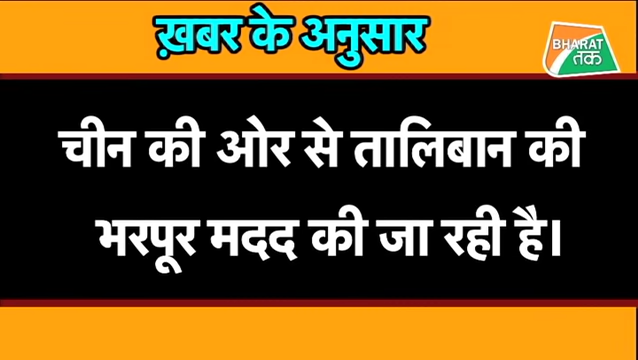 ख़बर के अनुसार
BHARAT
तक
चीन की ओर से तालिबान की
भरपूर मदद की जा रही है।